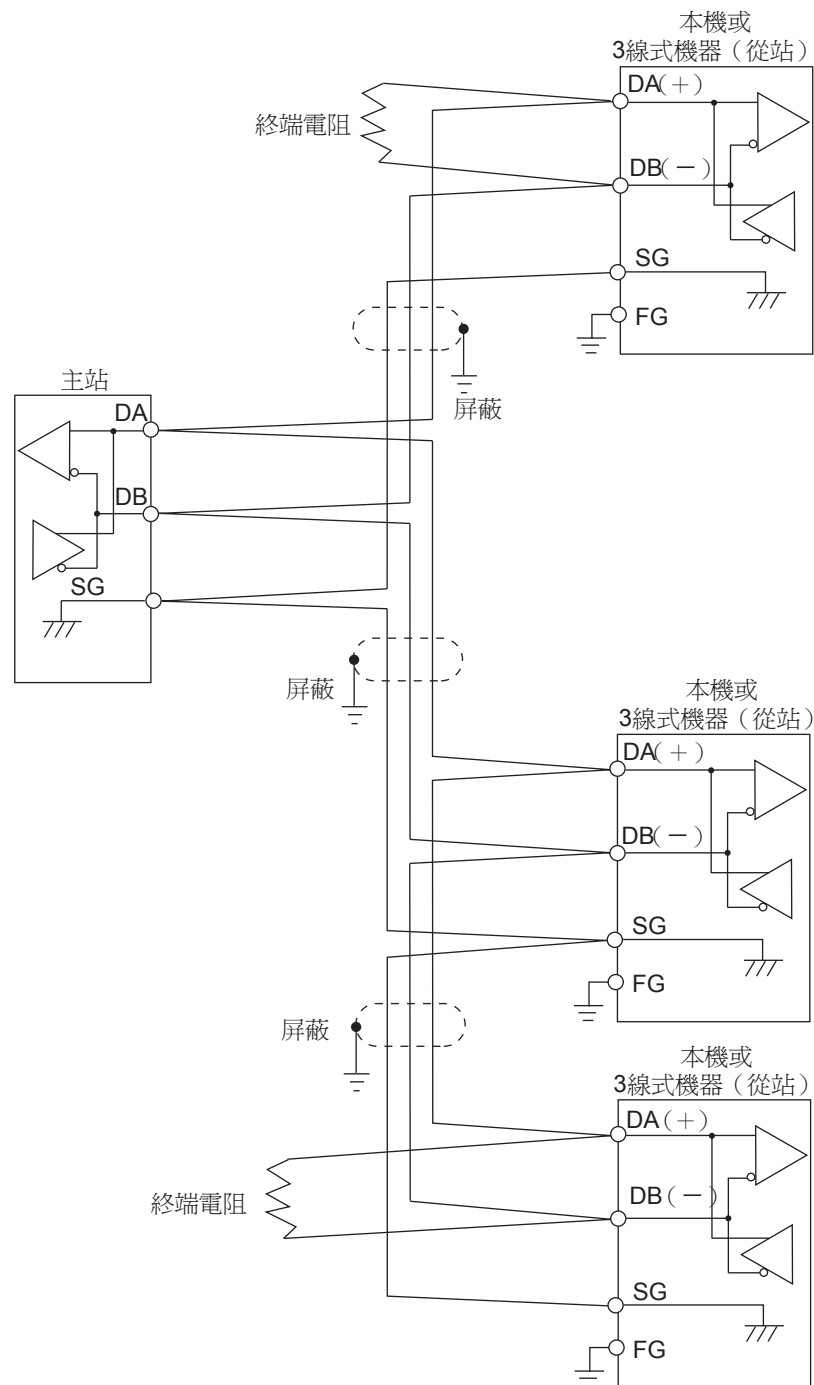 本機或
3線式機器（從站）
DA(＋)
終端電阻
DB(－)
SG
FG
屏蔽
主站
DA
DB
SG
屏蔽
本機或
3線式機器（從站）
DA(＋)
DB(－)
SG
FG
屏蔽
本機或
3線式機器（從站）
DA(＋)
終端電阻
DB(－)
SG
FG